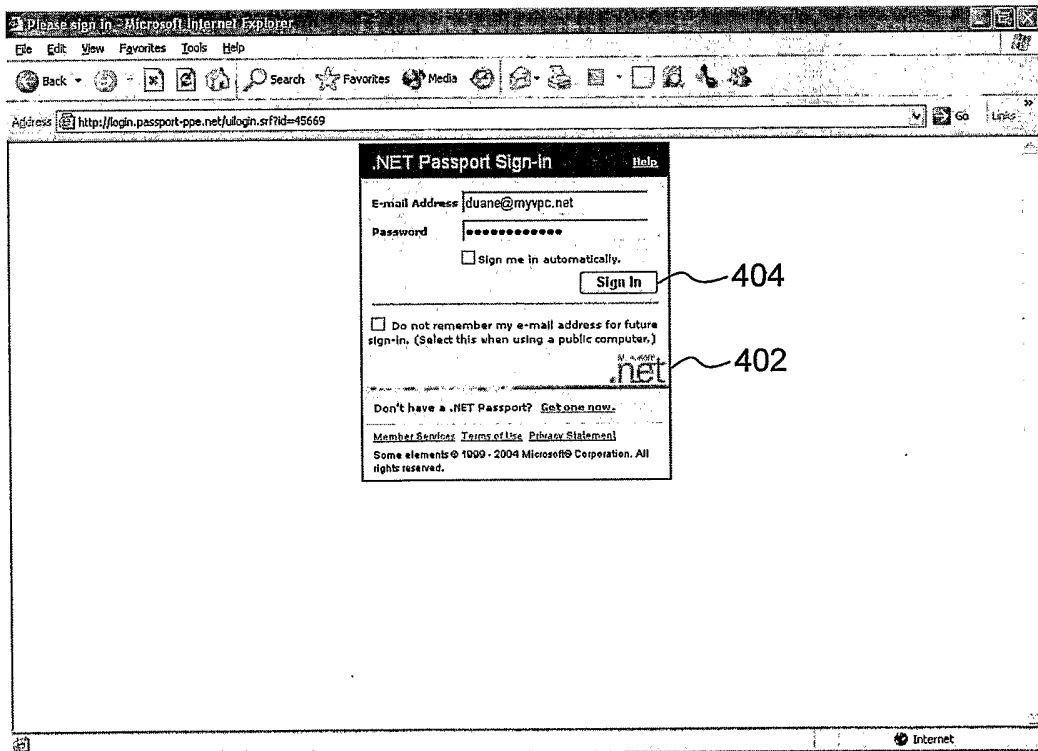 Please sign in - Microsoft Internet Explorer
File Edit View Favorites Tools Help
Back Search Favorites Media
Address http://login.passport-ppe.net/uilogin.srf?id=45669 Go Links »
.NET Passport Sign-in Help
E-mail Address duane@myvpc.net
Password ●●●●●●●●●●●●
Sign me in automatically.
Sign In 404
Do not remember my e-mail address for future
sign-in. (Select this when using a public computer.)
.net 402
Don't have a .NET Passport? Get one now.
Member Services Terms of Use Privacy Statement
Some elements © 1999 - 2004 Microsoft® Corporation. All
rights reserved.
Internet